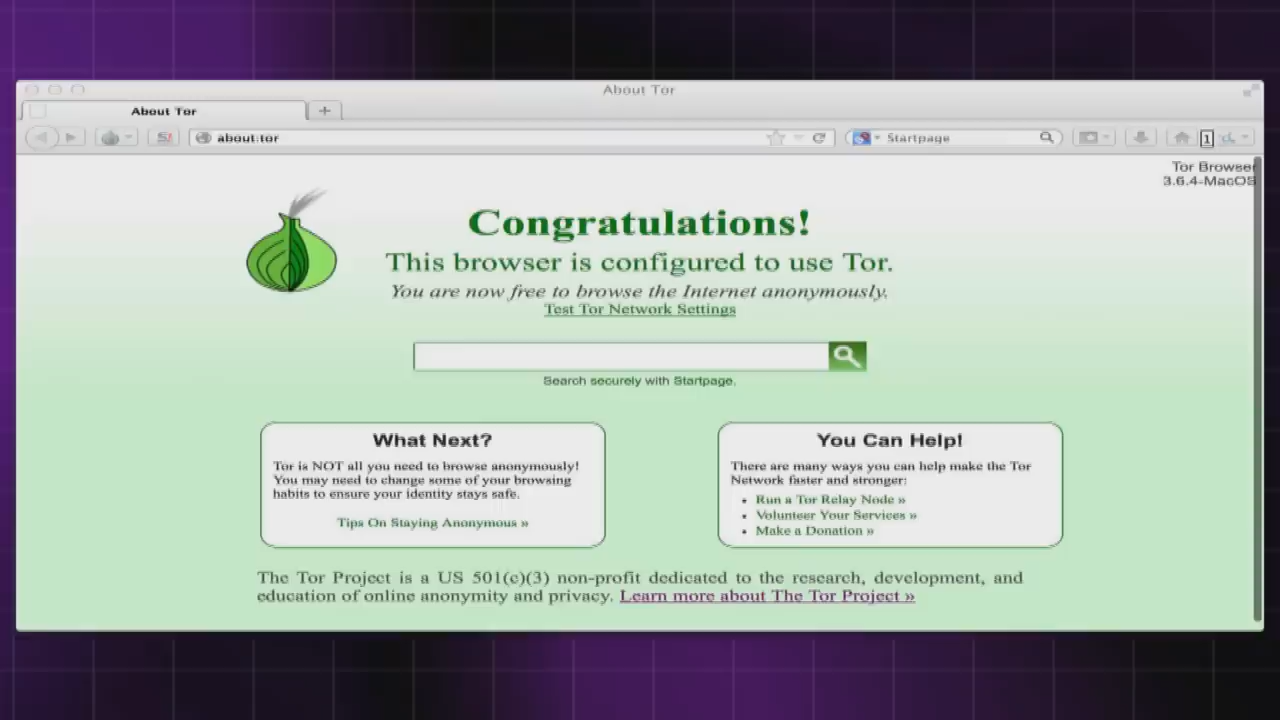 About Tor
About Tor
about:tor
Startpage
Tor Browser
3.6.4-MacOS
Congratulations!
This browser is configured to use Tor.
You are now free to browse the Internet anonymously.
Test Tor Network Settings
Search securely with Startpage.
What Next?
Tor is NOT all you need to browse anonymously!
You may need to change some of your browsing
habits to ensure your identity stays safe.
Tips On Staying Anonymous »
You Can Help!
There are many ways you can help make the Tor
Network faster and stronger:
• Run a Tor Relay Node »
• Volunteer Your Services »
• Make a Donation »
The Tor Project is a US 501(c)(3) non-profit dedicated to the research, development, and
education of online anonymity and privacy. Learn more about The Tor Project »